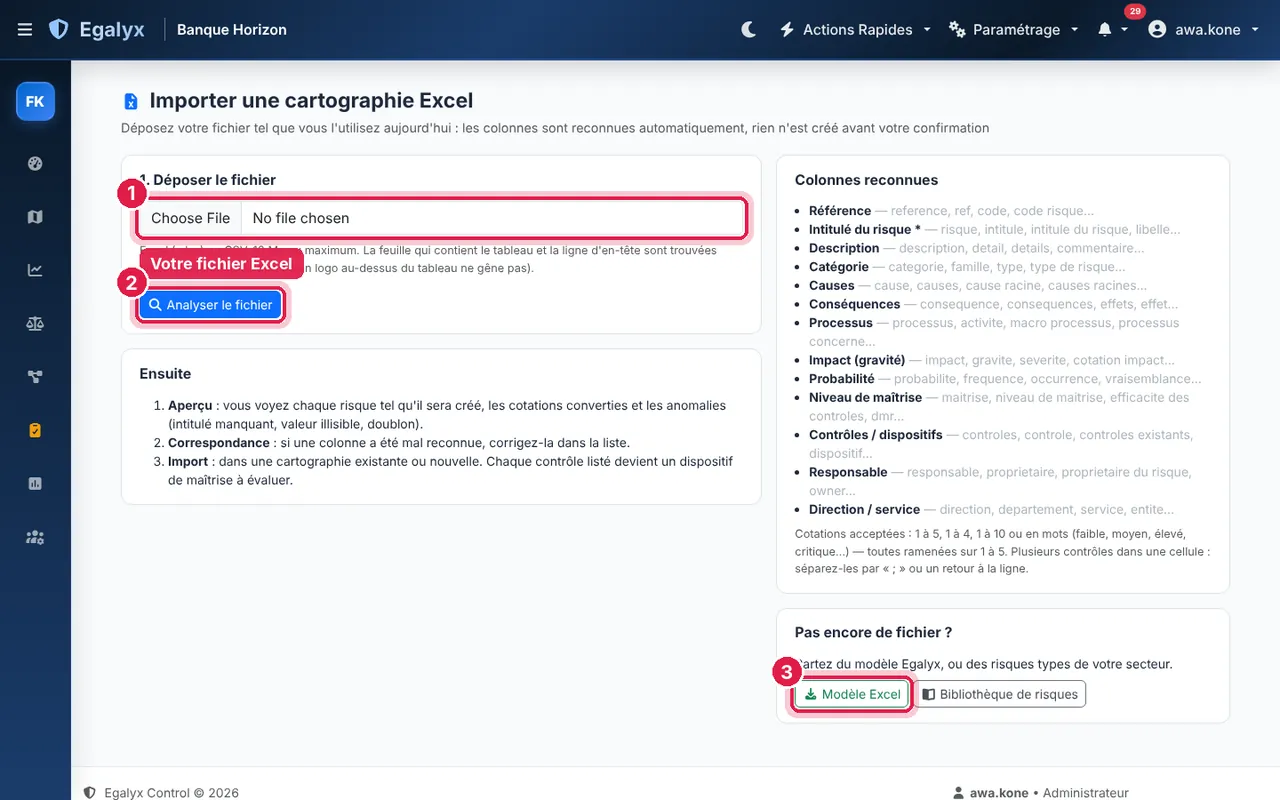 Egalyx
Banque Horizon
Actions Rapides
Paramétrage
29
awa.kone
FK
Importer une cartographie Excel
Déposez votre fichier tel que vous l'utilisez aujourd'hui : les colonnes sont reconnues automatiquement, rien n'est créé avant votre confirmation
1. Déposer le fichier
1
Choose File
No file chosen
maximum. La feuille qui contient le tableau et la ligne d'en-tête sont trouvées
Votre fichier Excel
logo au-dessus du tableau ne gêne pas).
2
Analyser le fichier
Ensuite
1. Aperçu : vous voyez chaque risque tel qu'il sera créé, les cotations converties et les anomalies
(intitulé manquant, valeur illisible, doublon).
2. Correspondance : si une colonne a été mal reconnue, corrigez-la dans la liste.
3. Import : dans une cartographie existante ou nouvelle. Chaque contrôle listé devient un dispositif
de maîtrise à évaluer.
Colonnes reconnues
• Référence — reference, ref, code, code risque...
• Intitulé du risque * — risque, intitule, intitule du risque, libelle...
• Description — description, detail, details, commentaire...
• Catégorie — categorie, famille, type, type de risque...
• Causes — cause, causes, cause racine, causes racines...
• Conséquences — consequence, consequences, effets, effet...
• Processus — processus, activite, macro processus, processus
concerne...
• Impact (gravité) — impact, gravite, severite, cotation impact...
• Probabilité — probabilite, frequence, occurrence, vraisemblance...
• Niveau de maîtrise — maitrise, niveau de maitrise, efficacite des
controles, dmr...
• Contrôles / dispositifs — controles, controle, controles existants,
dispositif...
• Responsable — responsable, proprietaire, proprietaire du risque,
owner...
• Direction / service — direction, departement, service, entite...
Cotations acceptées : 1 à 5, 1 à 4, 1 à 10 ou en mots (faible, moyen, élevé,
critique...) — toutes ramenées sur 1 à 5. Plusieurs contrôles dans une cellule :
séparez-les par « ; » ou un retour à la ligne.
Pas encore de fichier ?
artez du modèle Egalyx, ou des risques types de votre secteur.
3
Modèle Excel
Bibliothèque de risques
Egalyx Control © 2026
awa.kone • Administrateur